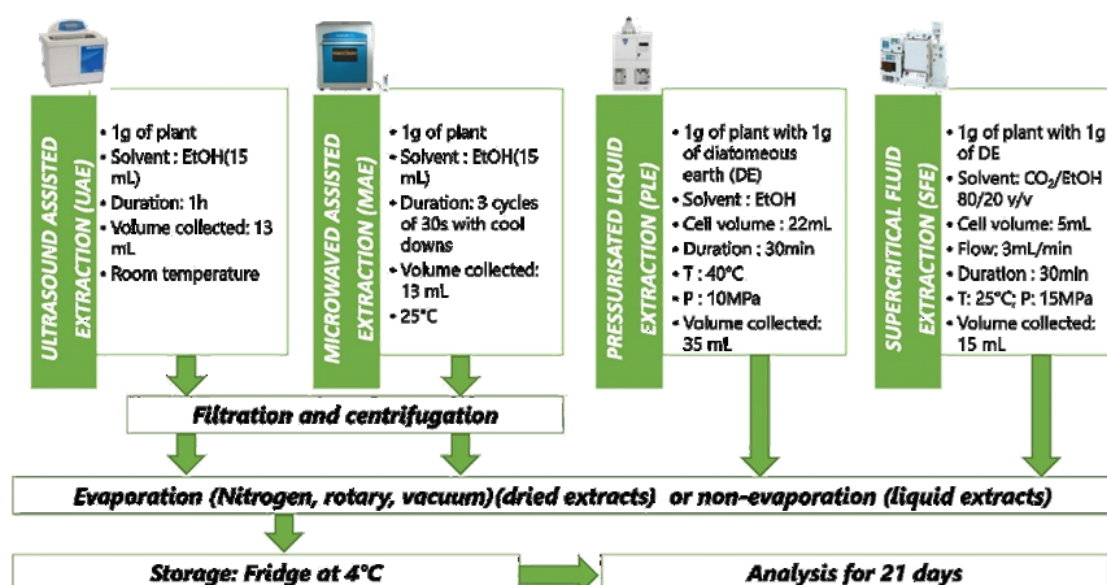 ULTRASOUND ASSISTED
EXTRACTION (UAE)
• 1g of plant
• Solvent : EtOH(15
mL)
• Duration: 1h
• Volume collected: 13
mL
• Room temperature
MICROWAVED ASSISTED
EXTRACTION (MAE)
• 1g of plant
• Solvent : EtOH(15
mL)
• Duration: 3 cycles
of 30s with cool
downs
• Volume collected:
13 mL
• 25°C
PRESSURISATED LIQUID
EXTRACTION (PLE)
• 1g of plant with 1g
of diatomeous
earth (DE)
• Solvent : EtOH
• Cell volume : 22mL
• Duration : 30min
• T : 40°C
• P : 10MPa
• Volume collected:
35 mL
SUPERCRITICAL FLUID
EXTRACTION (SFE)
• 1g of plant with 1g
of DE
• Solvent: CO₂/EtOH
80/20 v/v
• Cell volume: 5mL
• Flow: 3mL/min
• Duration : 30min
• T: 25°C; P: 15MPa
• Volume collected:
15 mL
Filtration and centrifugation
Evaporation (Nitrogen, rotary, vacuum)(dried extracts) or non-evaporation (liquid extracts)
Storage: Fridge at 4°C
Analysis for 21 days